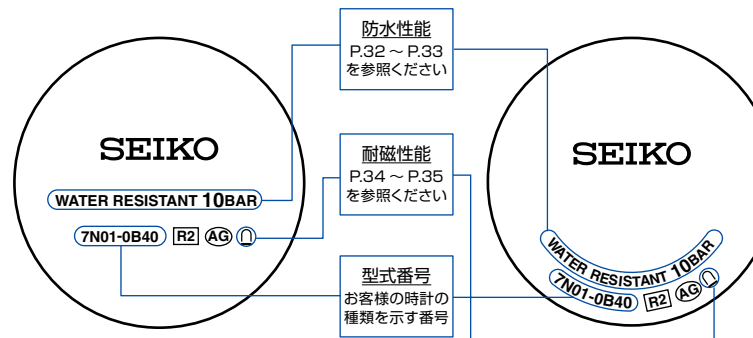 防水性能
P.32 ～ P.33
を参照ください
SEIKO
WATER RESISTANT 10BAR
7N01-0B40 R2 AG
耐磁性能
P.34 ～ P.35
を参照ください
型式番号
お客様の時計の
種類を示す番号
SEIKO
WATER RESISTANT 10BAR
7N01-0B40 R2 AG